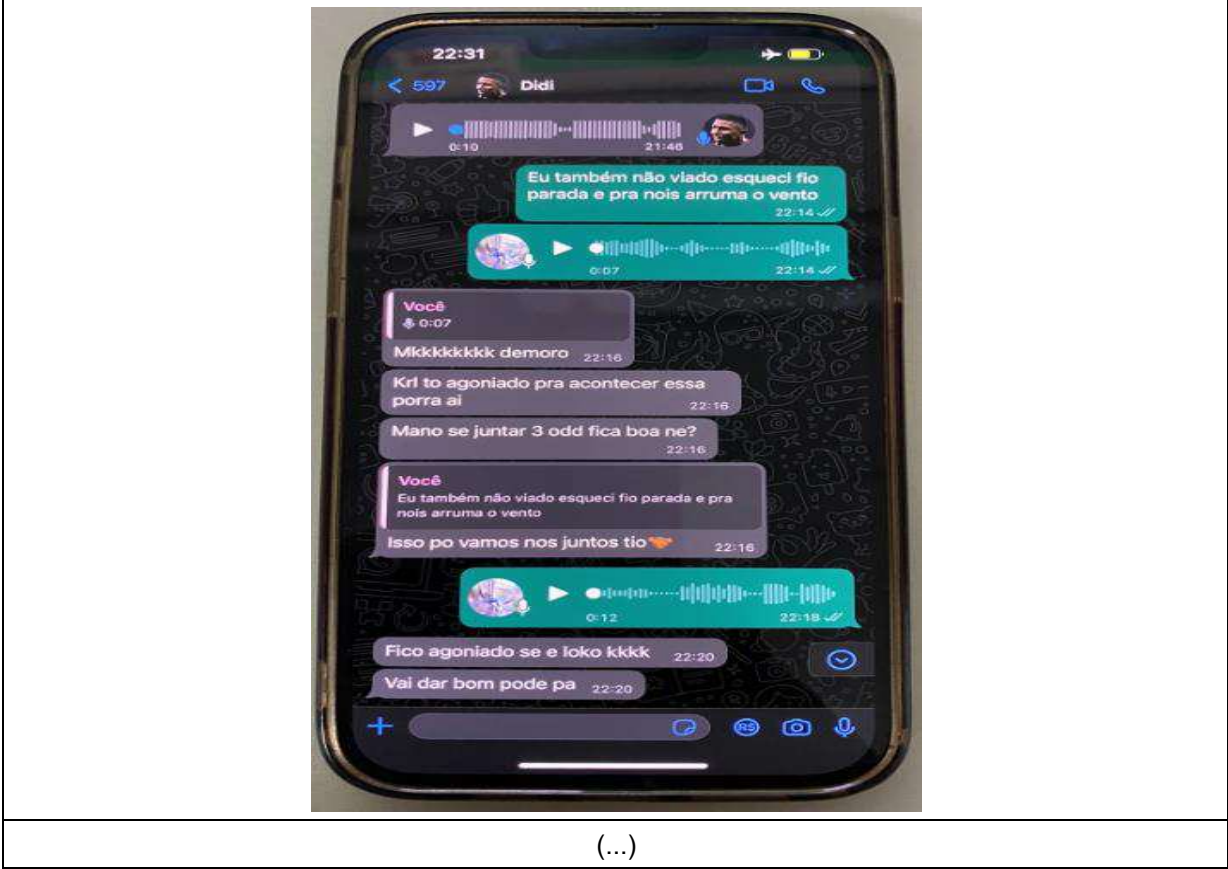 22:31
597 Didi
0:10 21:46
Eu também não viado esqueci fio
parada e pra nois arruma o vento
22:14
0:07 22:14
Você
0:07
Mkkkkkkkk demoro 22:16
Krl to agoniado pra acontecer essa
porra ai 22:16
Mano se juntar 3 odd fica boa ne?
22:16
Você
Eu também não viado esqueci fio parada e pra
nois arruma o vento
Isso po vamos nos juntos tio 22:16
0:12 22:18
Fico agoniado se e loko kkkk 22:20
Vai dar bom pode pa 22:20
R$
(...)